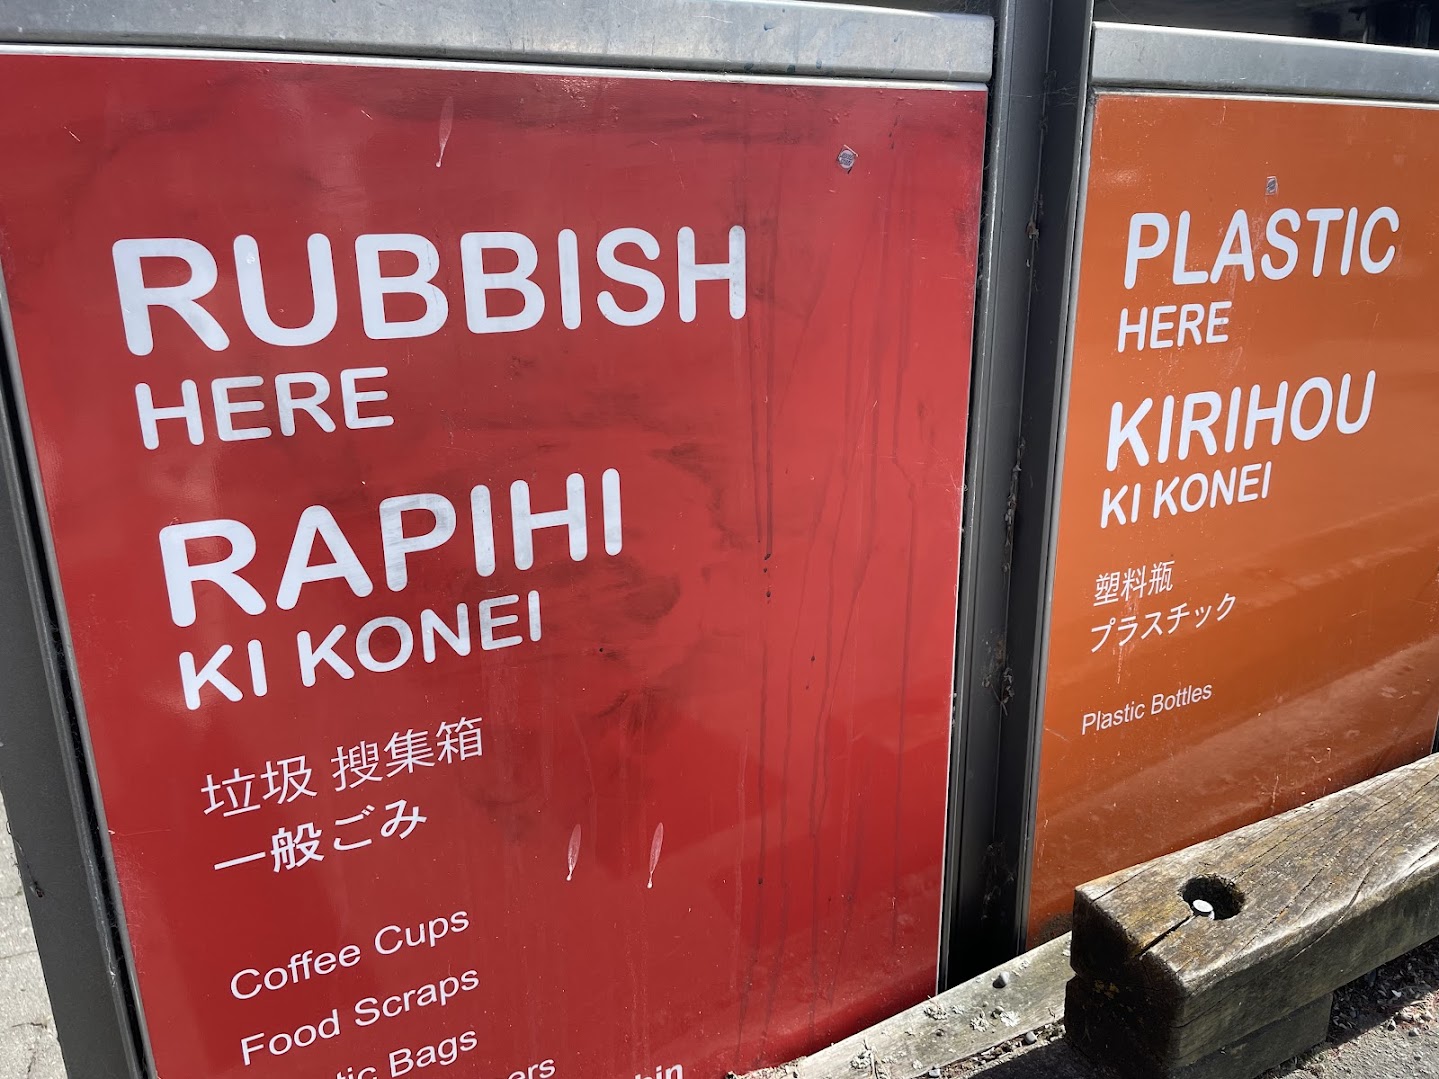 RUBBISH
HERE
RAPIHI
KI KONEI
垃圾 搜集箱
一般ごみ
Coffee Cups
Food Scraps
Bags
PLASTIC
HERE
KIRIHOU
KI KONEI
塑料瓶
プラスチック
Plastic Bottles